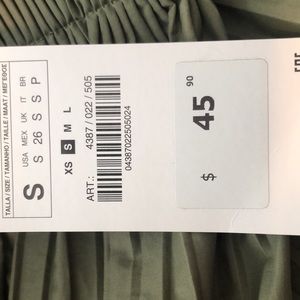 TALLA / SIZE / TAMANHO / TAILLE / MAAT / ΜΕΓΕΘΟΣ
S
USA S
MEX 26
UK S
IT S
BR P
XS S M L
ART.: 4387 / 022 / 505
04387022505024
$ 45 90